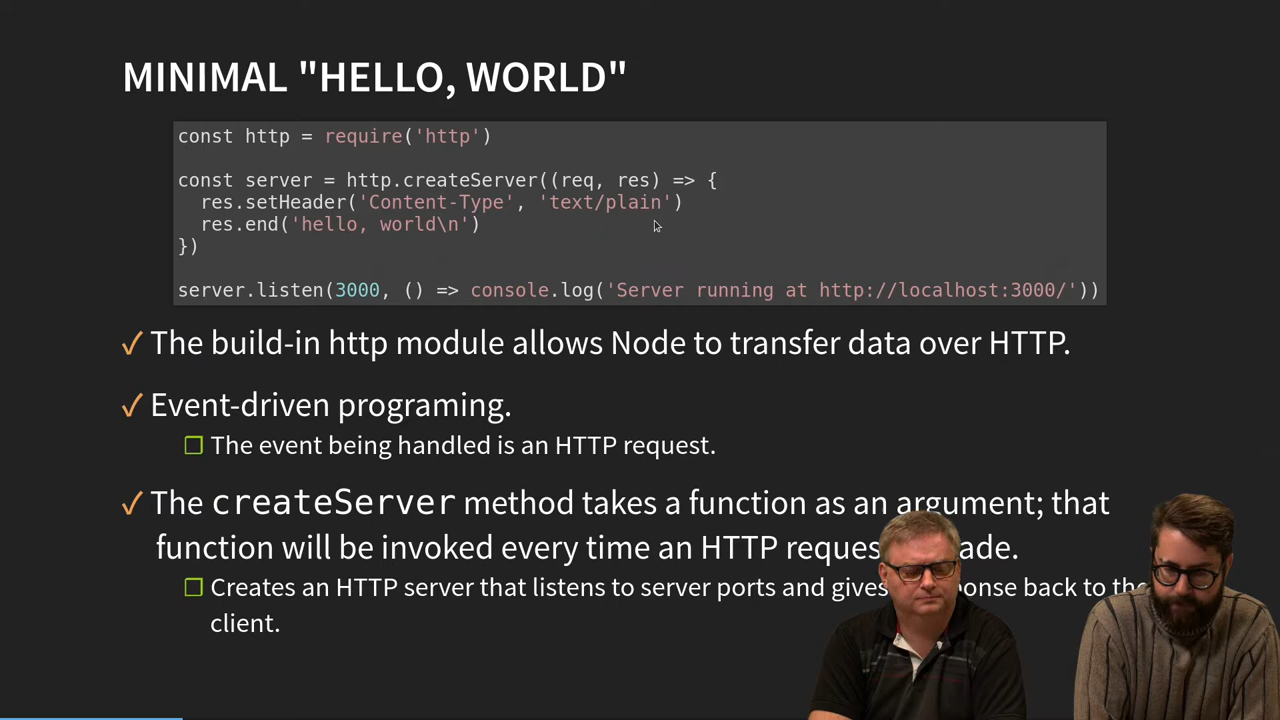 MINIMAL "HELLO, WORLD"
const http = require('http')
const server = http.createServer((req, res) => {
res.setHeader('Content-Type', 'text/plain')
res.end('hello, world\n')
})
server.listen(3000, () => console.log('Server running at http://localhost:3000/'))
✓ The build-in http module allows Node to transfer data over HTTP.
✓ Event-driven programing.
❒ The event being handled is an HTTP request.
✓ The createServer method takes a function as an argument; that
function will be invoked every time an HTTP
❒ Creates an HTTP server that listens to server ports and gives back to the
client.